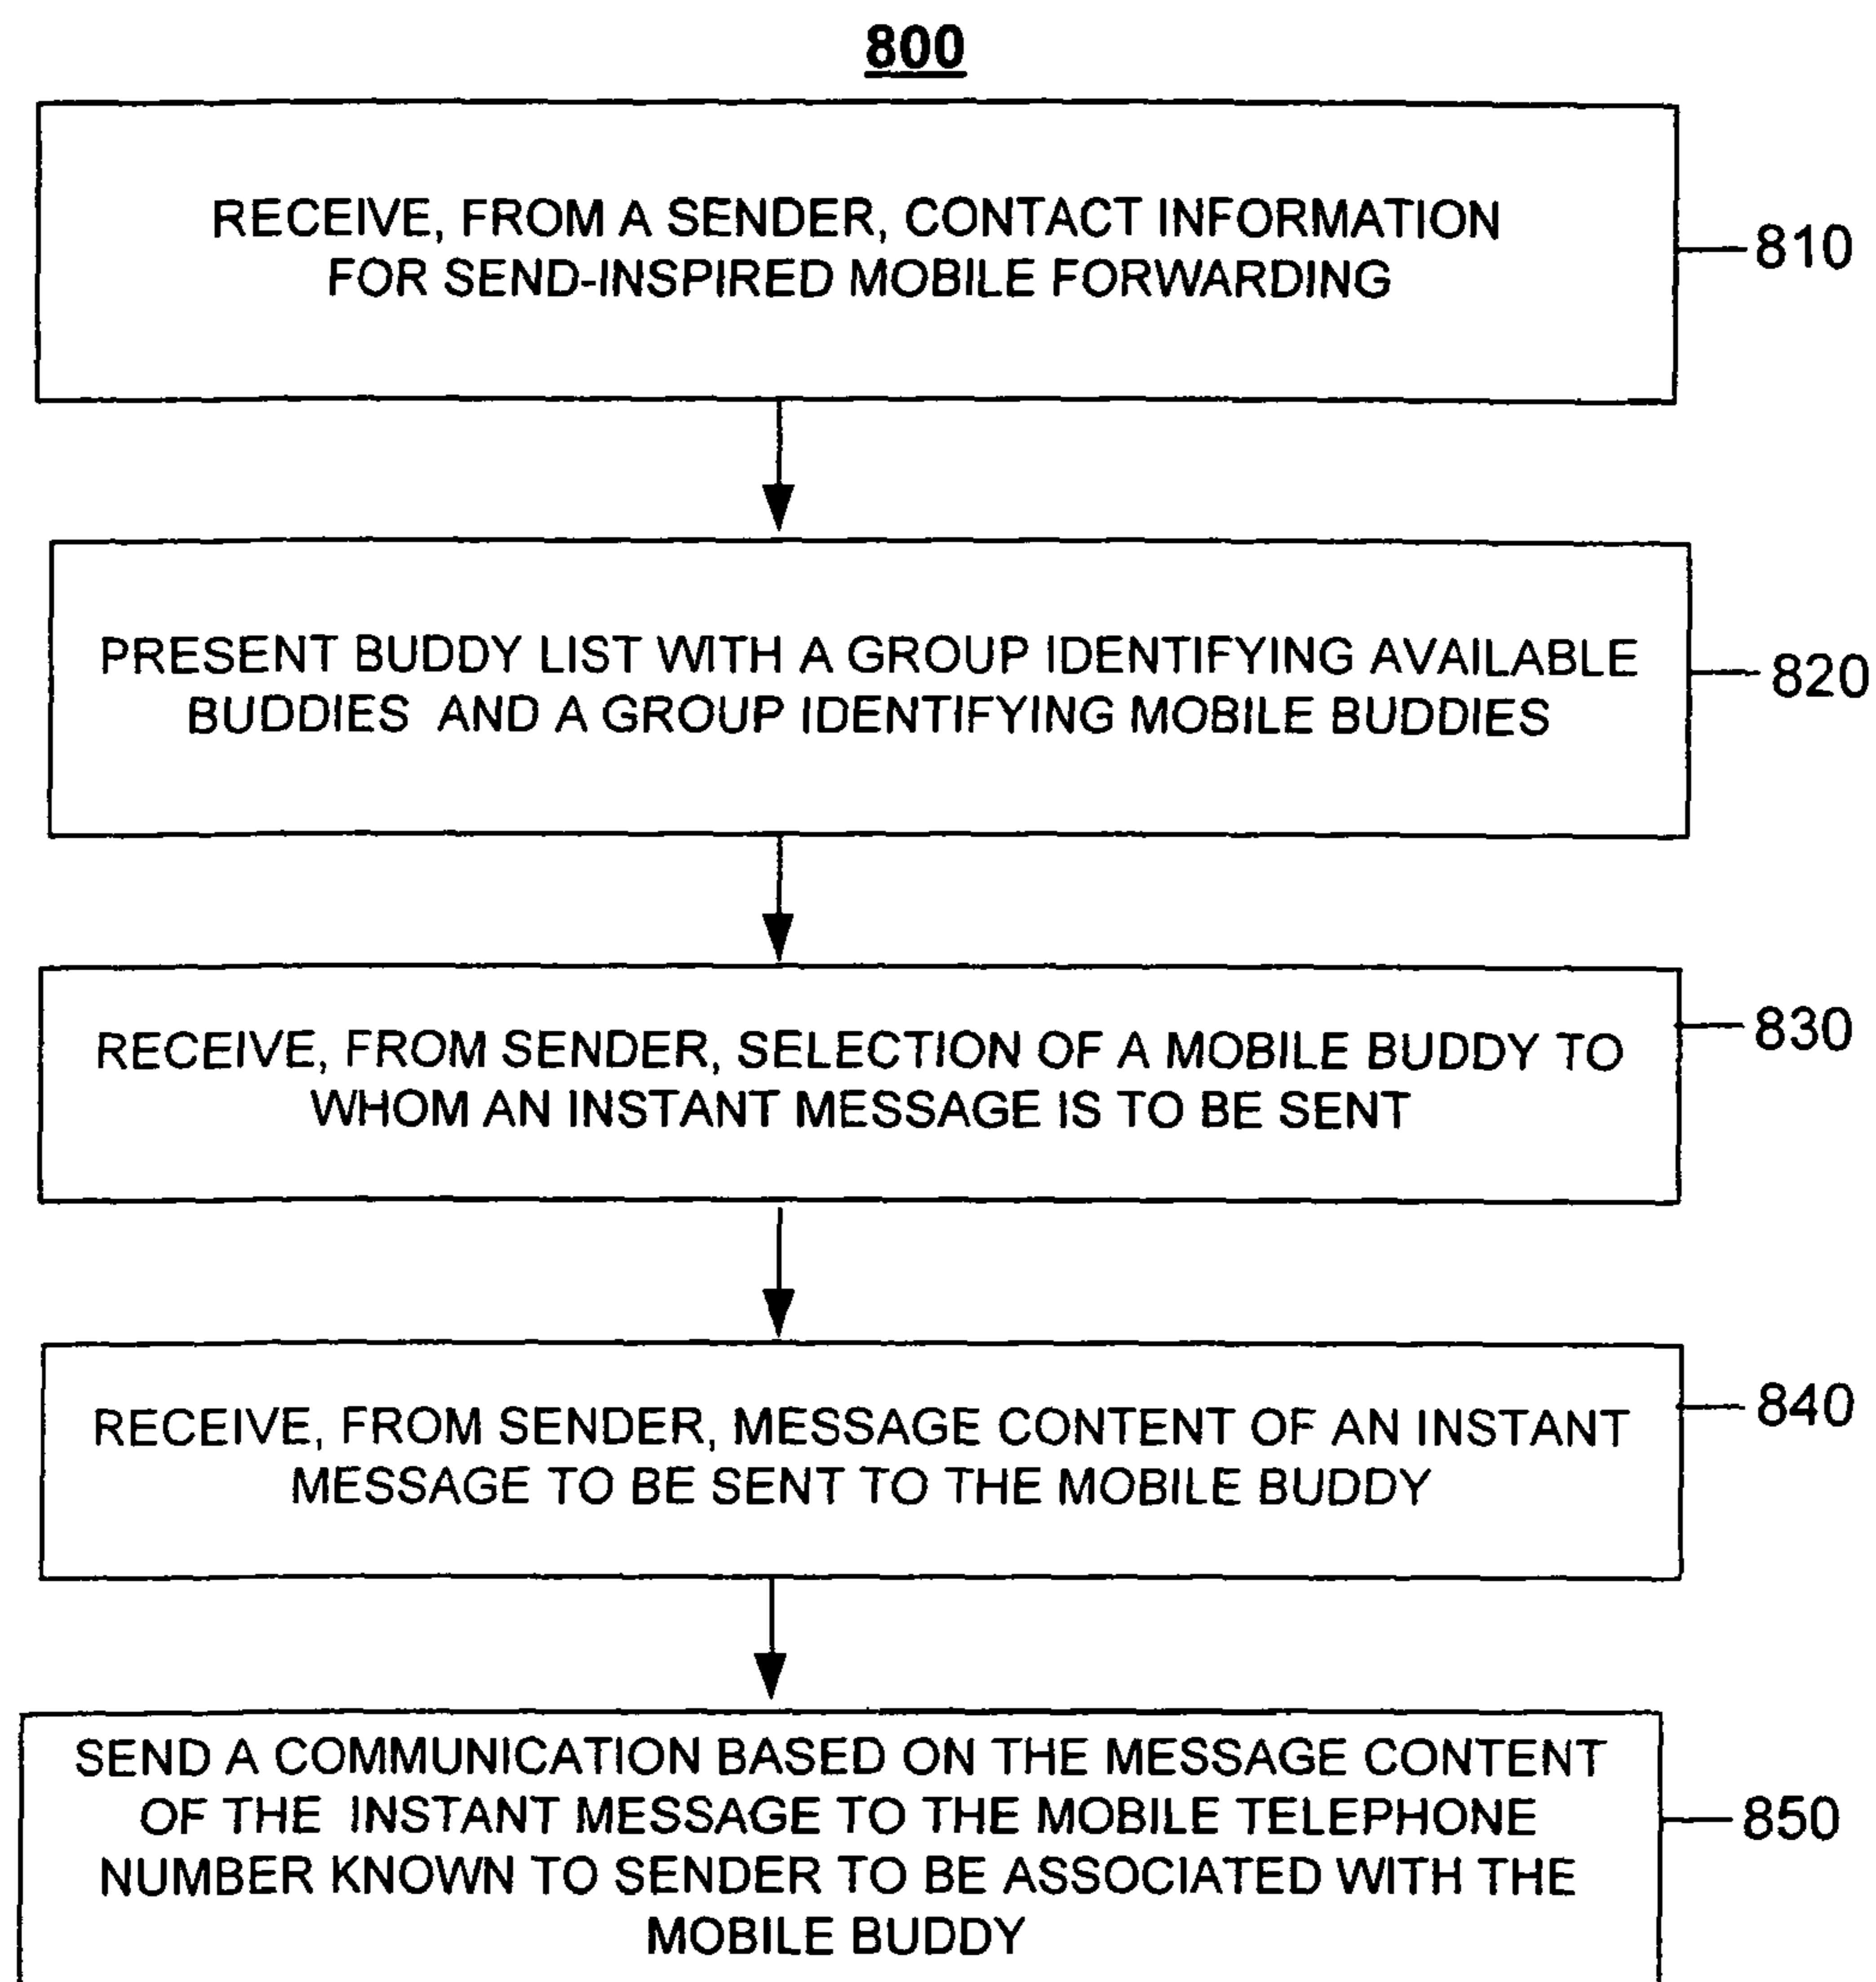 800
RECEIVE, FROM A SENDER, CONTACT INFORMATION
FOR SEND-INSPIRED MOBILE FORWARDING
810
PRESENT BUDDY LIST WITH A GROUP IDENTIFYING AVAILABLE
BUDDIES AND A GROUP IDENTIFYING MOBILE BUDDIES
820
RECEIVE, FROM SENDER, SELECTION OF A MOBILE BUDDY TO
WHOM AN INSTANT MESSAGE IS TO BE SENT
830
RECEIVE, FROM SENDER, MESSAGE CONTENT OF AN INSTANT
MESSAGE TO BE SENT TO THE MOBILE BUDDY
840
SEND A COMMUNICATION BASED ON THE MESSAGE CONTENT
OF THE INSTANT MESSAGE TO THE MOBILE TELEPHONE
NUMBER KNOWN TO SENDER TO BE ASSOCIATED WITH THE
MOBILE BUDDY
850